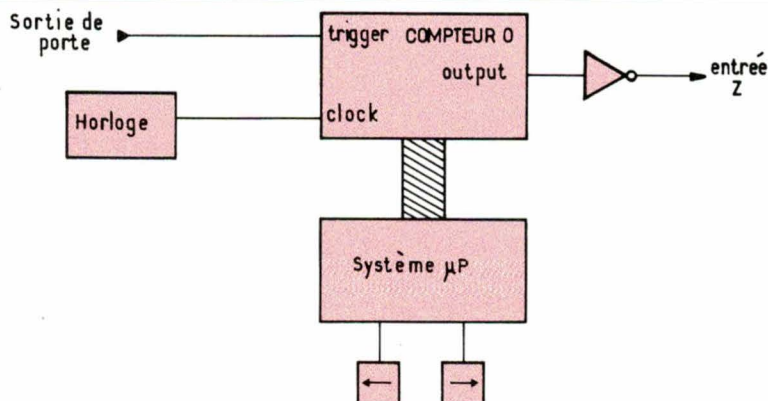 Sortie de
porte
trigger COMPTEUR 0
output
entrée
Z
Horloge
clock
Système µP